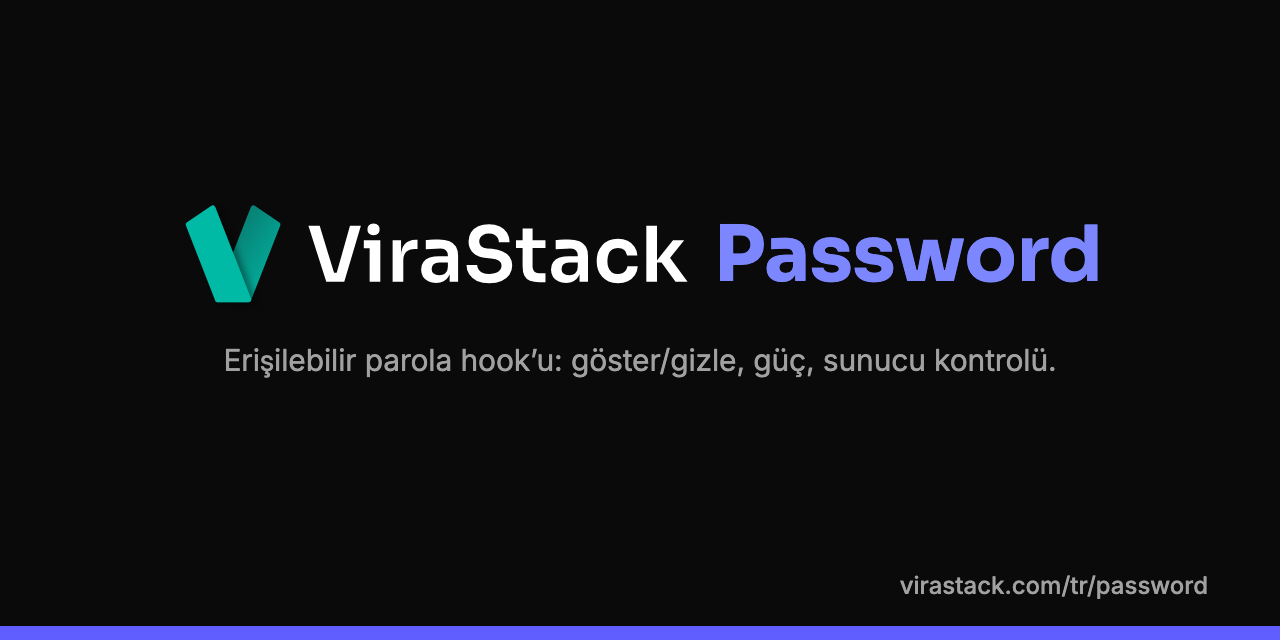 ViraStack Password
Erişilebilir parola hook’u: göster/gizle, güç, sunucu kontrolü.
virastack.com/tr/password